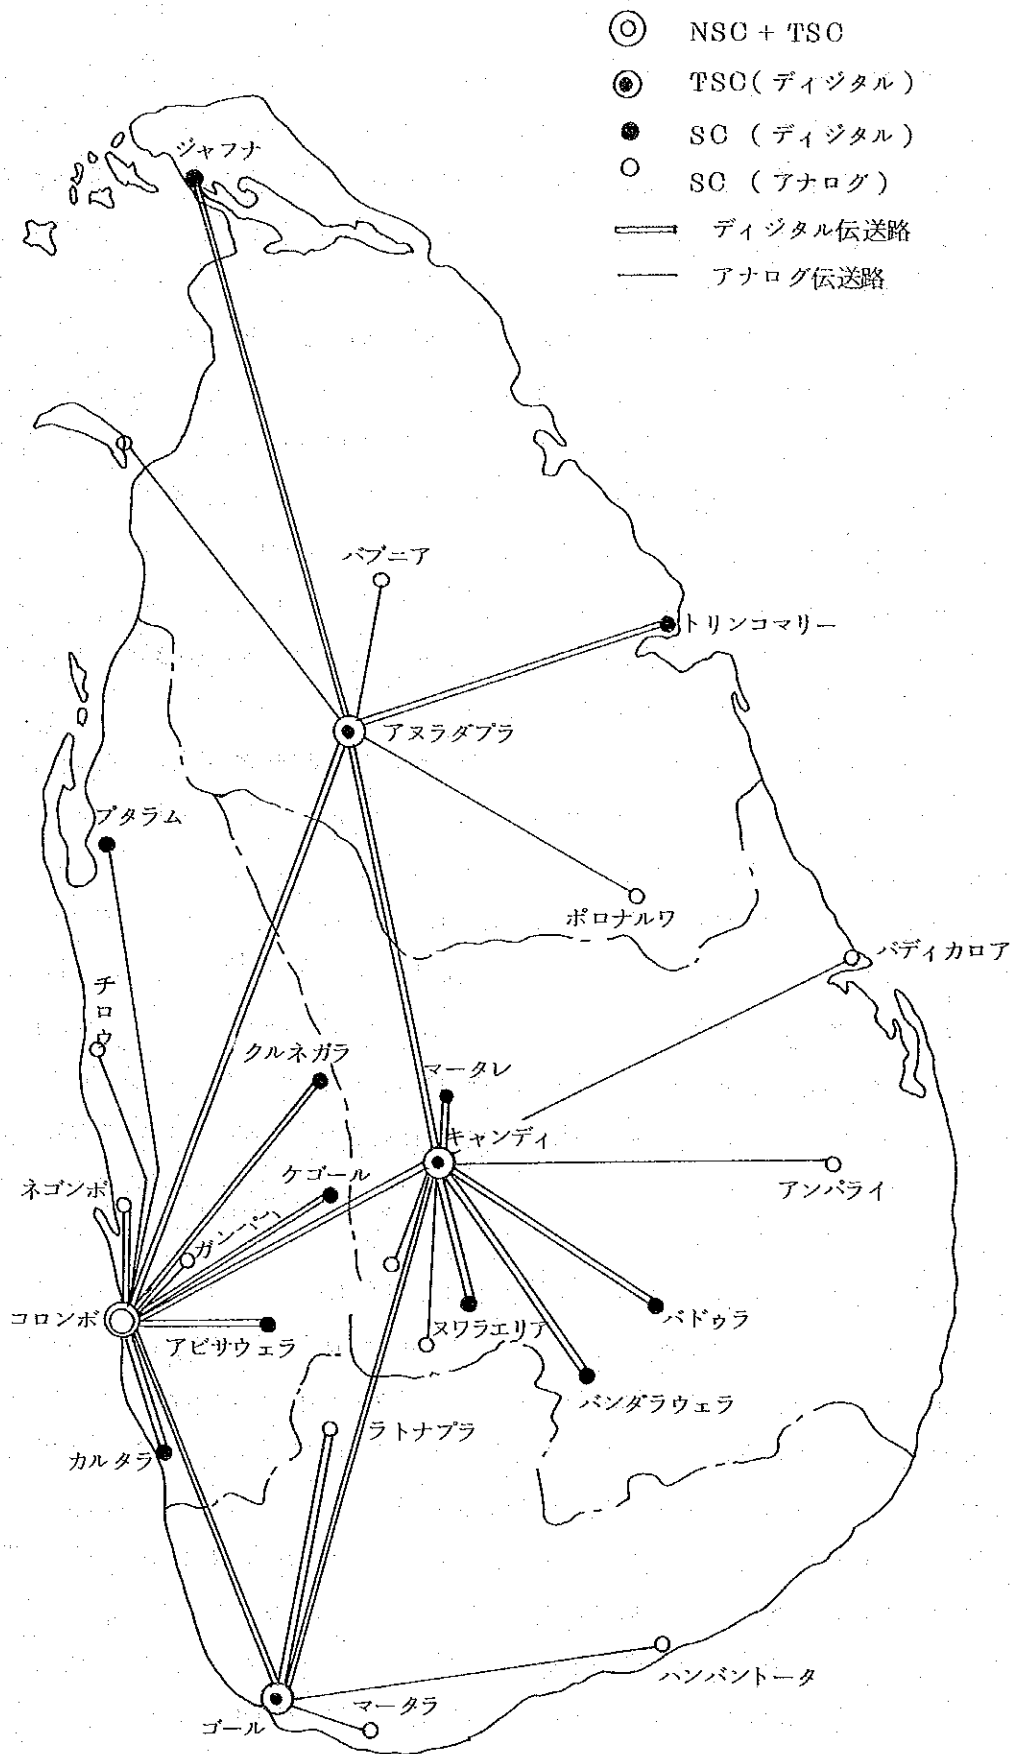 NSC + TSC
TSC(ディジタル)
SC (ディジタル)
SC (アナログ)
ディジタル伝送路
アナログ伝送路
ジャフナ
バブニア
トリンコマリー
アヌラダプラ
プタラム
ポロナルワ
バディカロア
チロウ
クルネガラ
マータレ
キャンディ
ケゴール
アンパライ
ネゴンボ
ガンペハ
コロンボ
アビサウェラ
ヌワラエリア
バドゥラ
バンダラウェラ
ラトナプラ
カルタラ
ハンバントータ
マータラ
ゴール